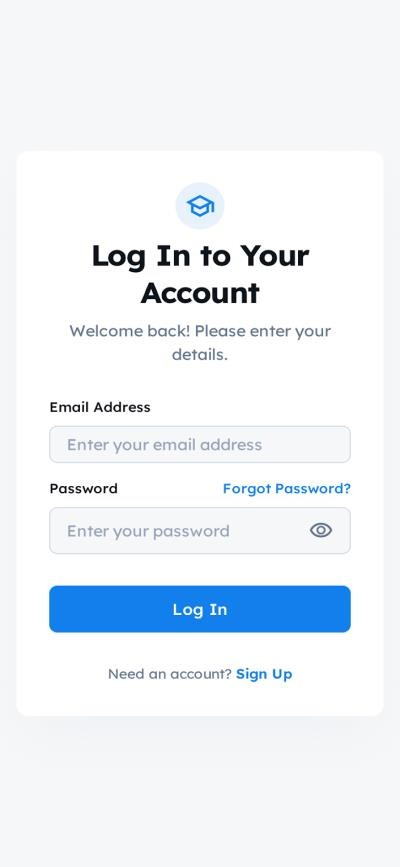 Log In to Your
Account
Welcome back! Please enter your
details.
Email Address
Enter your email address
Password
Forgot Password?
Enter your password
Log In
Need an account? Sign Up